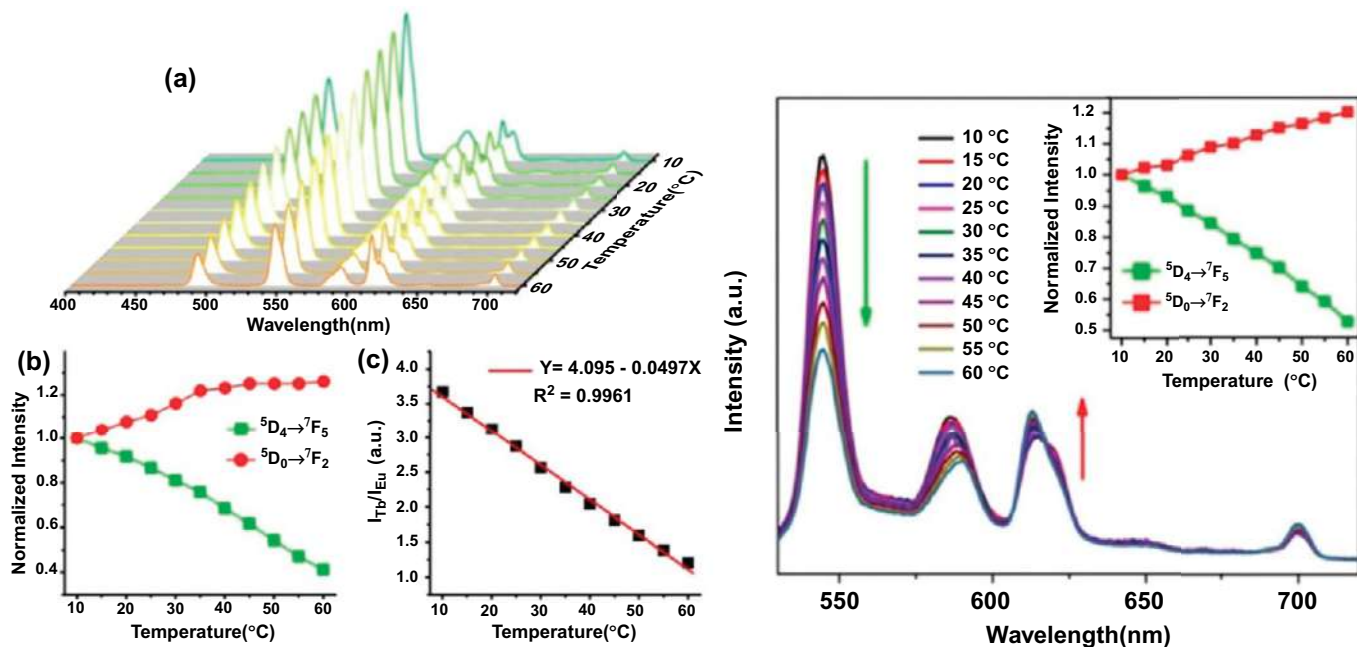 (a)
400
450
500
550
600
650
700
Wavelength(nm)
10
20
30
40
50
60
Temperature(°C)
(b)
Normalized Intensity
1.2
1.0
0.8
0.6
0.4
⁵D₄→⁷F₅
⁵D₀→⁷F₂
10 20 30 40 50 60
Temperature(°C)
(c)
I_Tb/I_Eu (a.u.)
4.0
3.5
3.0
2.5
2.0
1.5
1.0
Y= 4.095 - 0.0497X
R² = 0.9961
10 20 30 40 50 60
Temperature(°C)
Intensity (a.u.)
10 °C
15 °C
20 °C
25 °C
30 °C
35 °C
40 °C
45 °C
50 °C
55 °C
60 °C
Normalized Intensity
1.2
1.1
1.0
0.9
0.8
0.7
0.6
0.5
⁵D₄→⁷F₅
⁵D₀→⁷F₂
10 20 30 40 50 60
Temperature (°C)
550 600 650 700
Wavelength(nm)